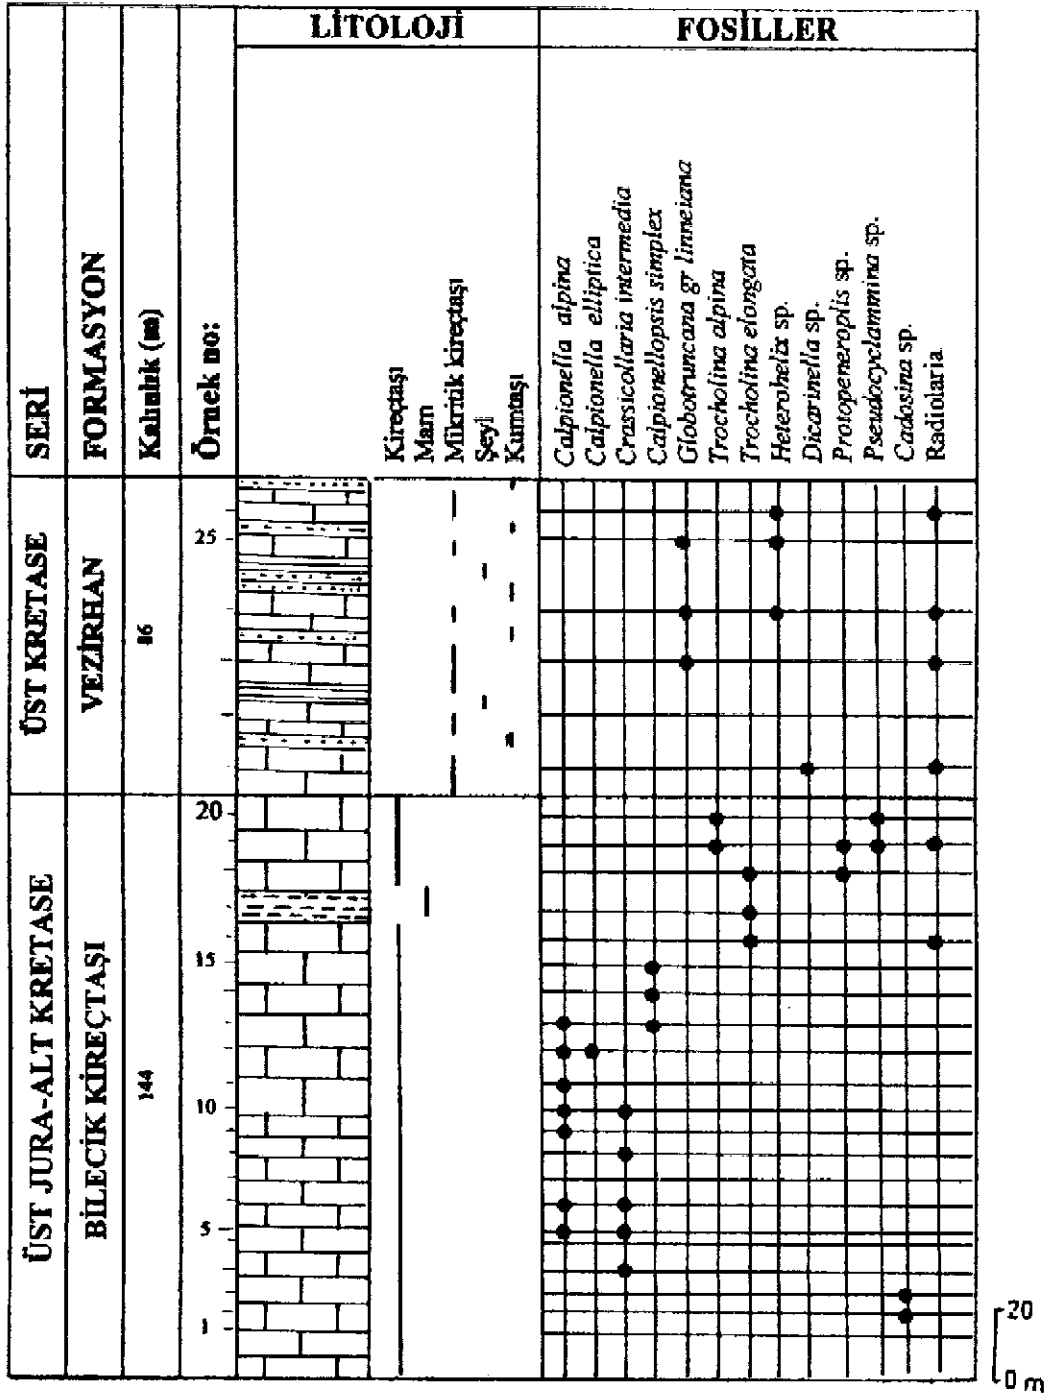 LİTOLOJİ
FOSİLLER
SERİ
FORMASYON
Kalınlık (m)
Örnek no:
Kireçtaşı
Marn
Mikritik kireçtaşı
Şeyl
Kumtaşı
Calpionella alpina
Calpionella elliptica
Crassicollaria intermedia
Calpionellopsis simplex
Globotruncana gr linneiana
Trocholina alpina
Trocholina elongata
Heterohelix sp.
Dicarinella sp.
Protopeneroplis sp.
Pseudocyclammina sp.
Cadosina sp.
Radiolaria
ÜST KRETASE
VEZİRHAN
86
25
ÜST JURA-ALT KRETASE
BİLECİK KİREÇTAŞI
144
20
15
10
5
1
20
0 m